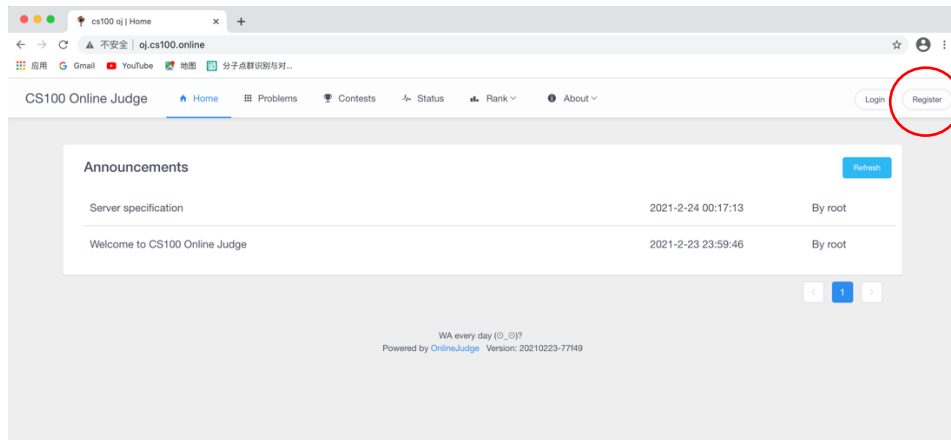 cs100 oj | Home
不安全 | oj.cs100.online
应用 Gmail YouTube 地图 分子点群识别与对...
CS100 Online Judge Home Problems Contests Status Rank About Login Register
Announcements Refresh
Server specification 2021-2-24 00:17:13 By root
Welcome to CS100 Online Judge 2021-2-23 23:59:46 By root
1
WA every day (⊙_⊙)?
Powered by OnlineJudge Version: 20210223-77f49